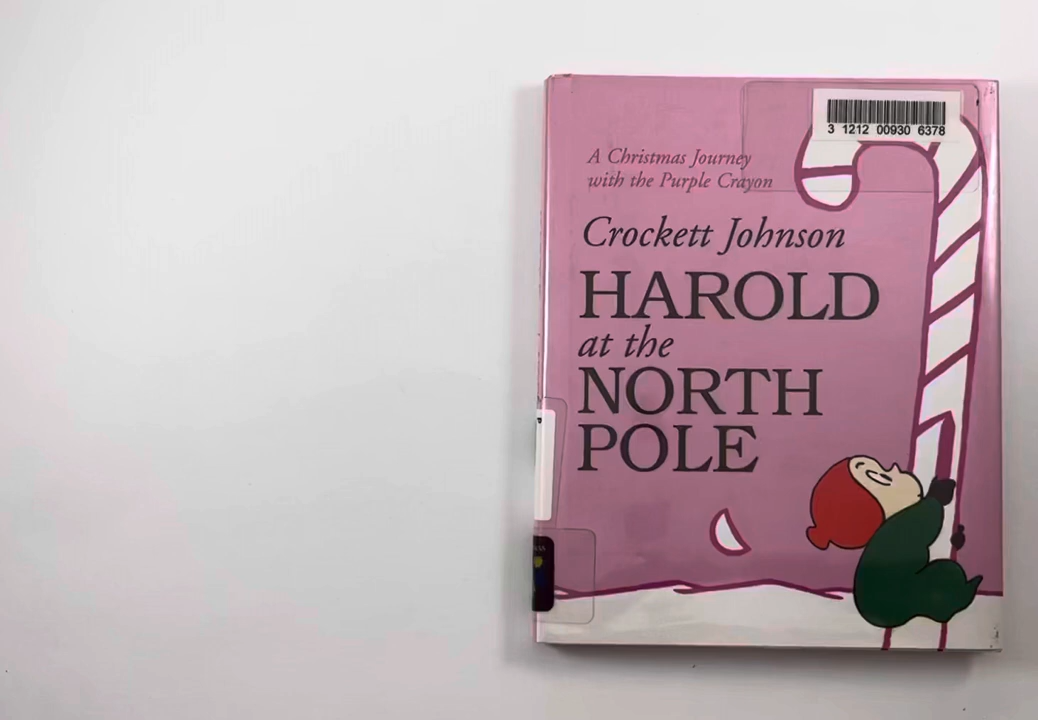 3 1212 00930 6378
A Christmas Journey
with the Purple Crayon
Crockett Johnson
HAROLD
at the
NORTH
POLE